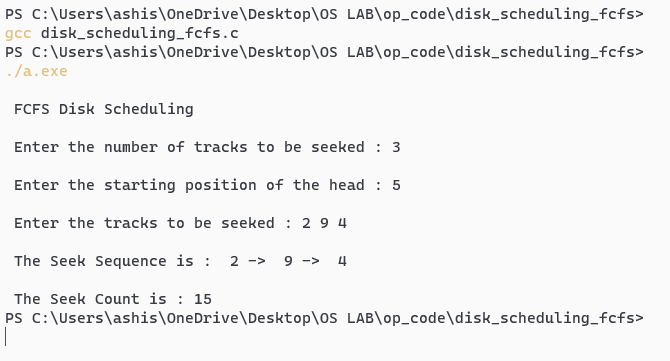 PS C:\Users\ashis\OneDrive\Desktop\OS LAB\op_code\disk_scheduling_fcfs>
gcc disk_scheduling_fcfs.c
PS C:\Users\ashis\OneDrive\Desktop\OS LAB\op_code\disk_scheduling_fcfs>
./a.exe
FCFS Disk Scheduling
Enter the number of tracks to be seeked : 3
Enter the starting position of the head : 5
Enter the tracks to be seeked : 2 9 4
The Seek Sequence is :  2 ->  9 ->  4
The Seek Count is : 15
PS C:\Users\ashis\OneDrive\Desktop\OS LAB\op_code\disk_scheduling_fcfs>